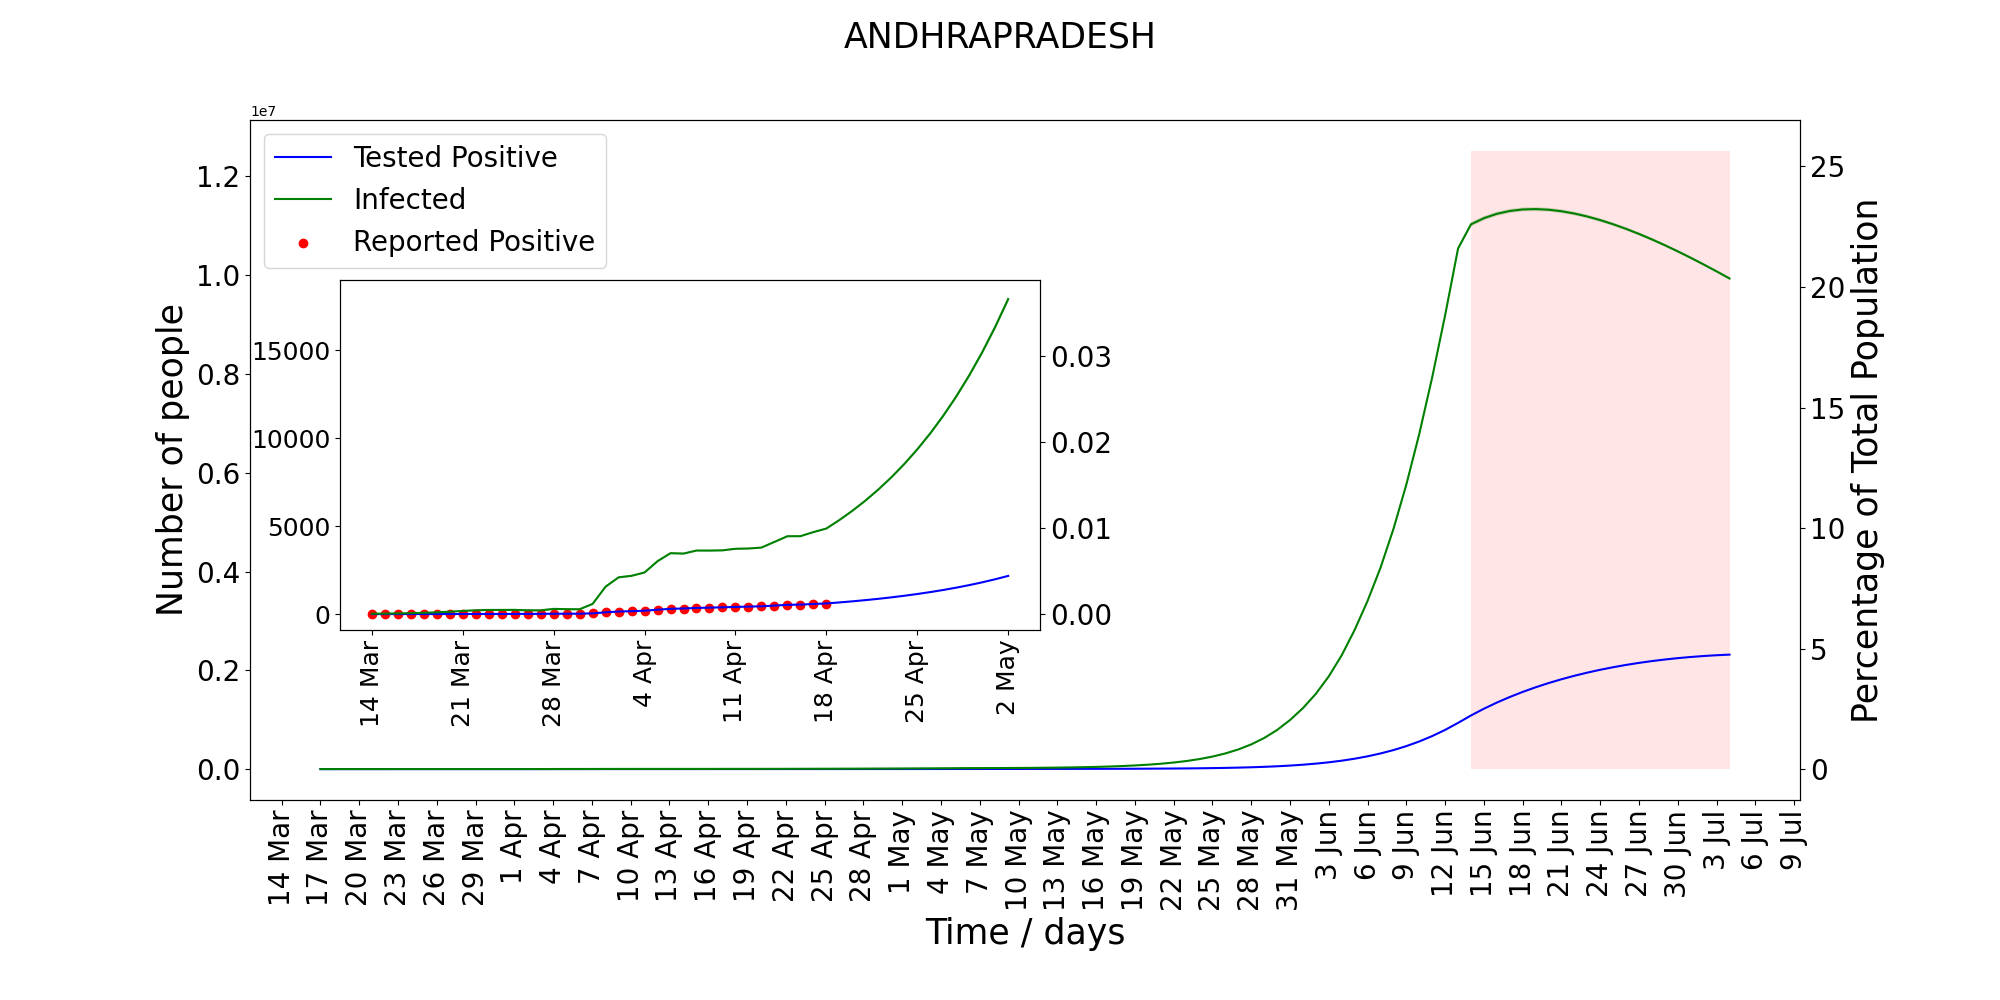 ANDHRAPRADESH
1e7
Tested Positive
Infected
Reported Positive
Number of people
1.2
1.0
0.8
0.6
0.4
0.2
0.0
25
20
15
10
5
0
Percentage of Total Population
15000
10000
5000
0
0.03
0.02
0.01
0.00
14 Mar
21 Mar
28 Mar
4 Apr
11 Apr
18 Apr
25 Apr
2 May
14 Mar
17 Mar
20 Mar
23 Mar
26 Mar
29 Mar
1 Apr
4 Apr
7 Apr
10 Apr
13 Apr
16 Apr
19 Apr
22 Apr
25 Apr
28 Apr
1 May
4 May
7 May
10 May
13 May
16 May
19 May
22 May
25 May
28 May
31 May
3 Jun
6 Jun
9 Jun
12 Jun
15 Jun
18 Jun
21 Jun
24 Jun
27 Jun
30 Jun
3 Jul
6 Jul
9 Jul
Time / days